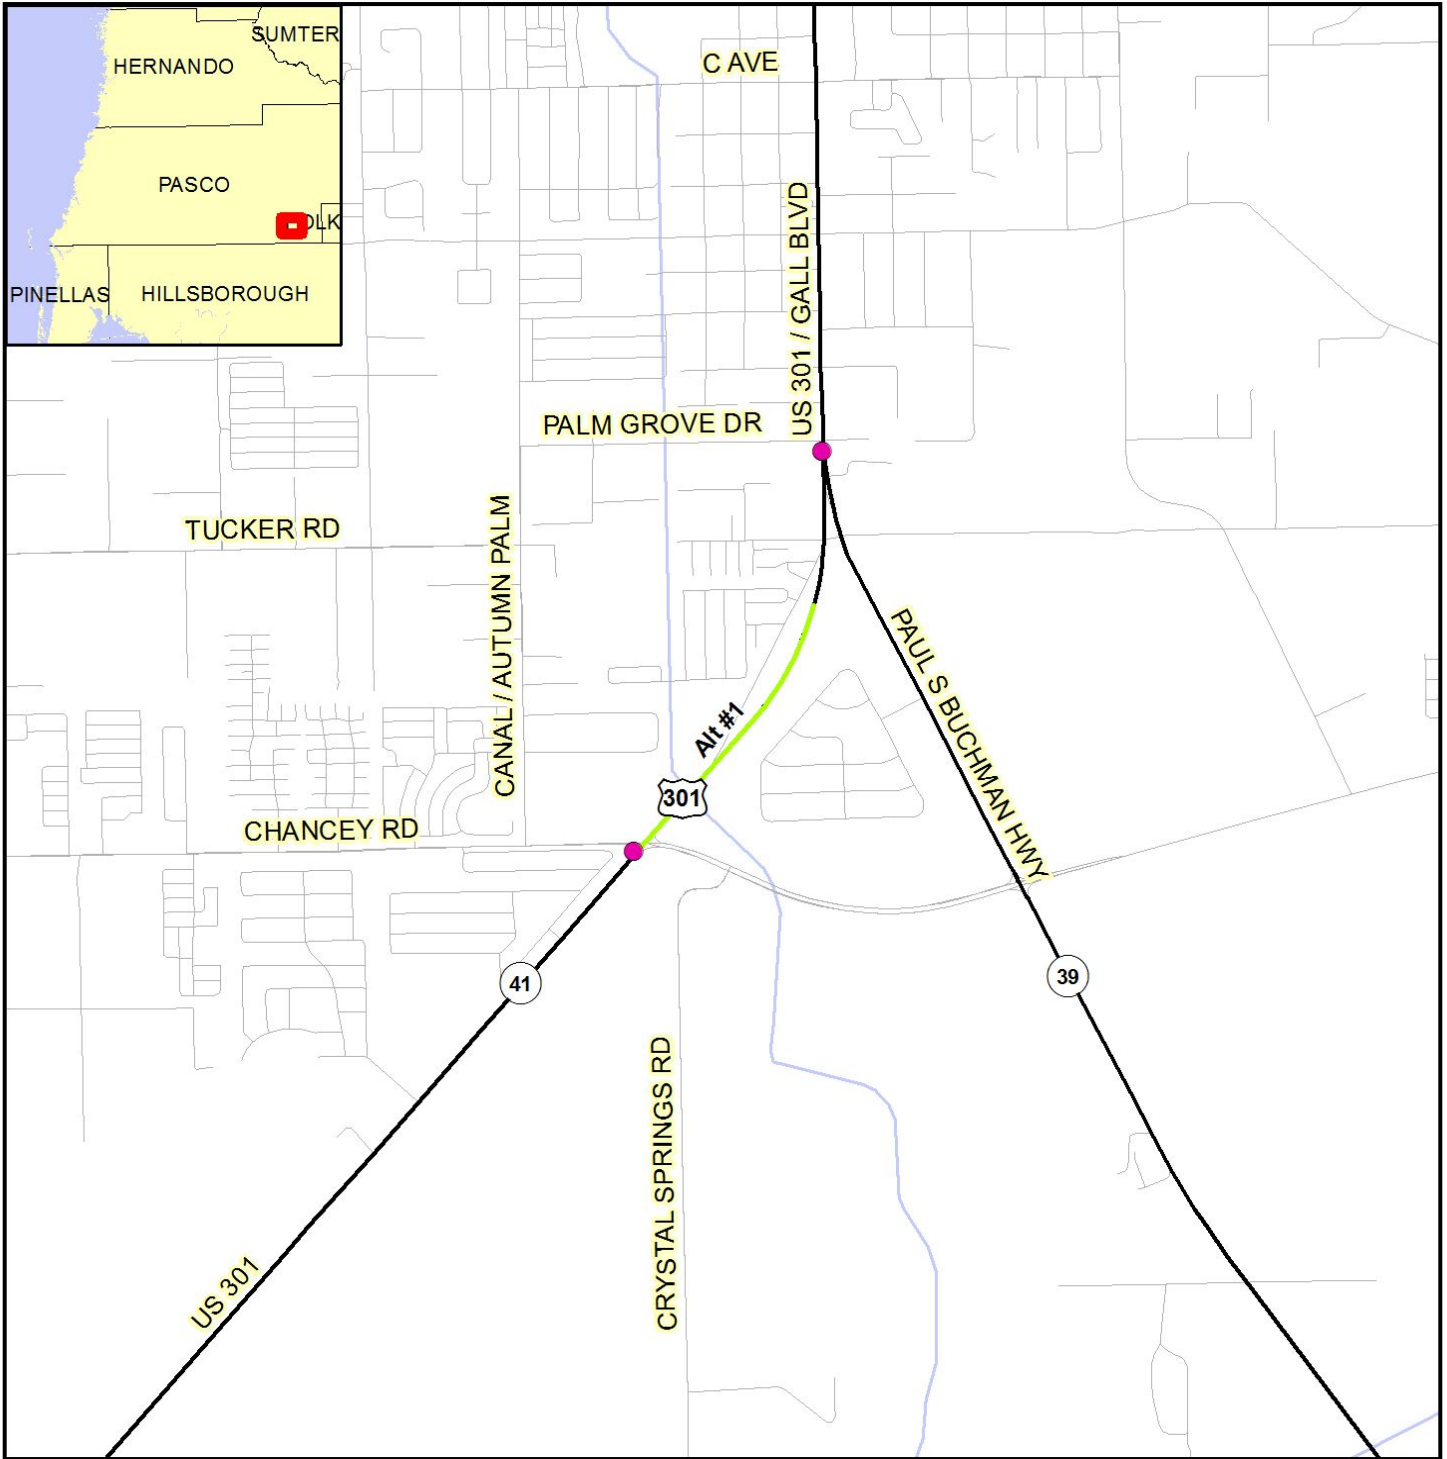 SUMTER
HERNANDO
PASCO
OLK
PINELLAS
HILLSBOROUGH
C AVE
US 301 / GALL BLVD
PALM GROVE DR
TUCKER RD
CANAL / AUTUMN PALM
PAUL S BUCHMAN HWY
Alt #1
301
CHANCEY RD
41
39
CRYSTAL SPRINGS RD
US 301